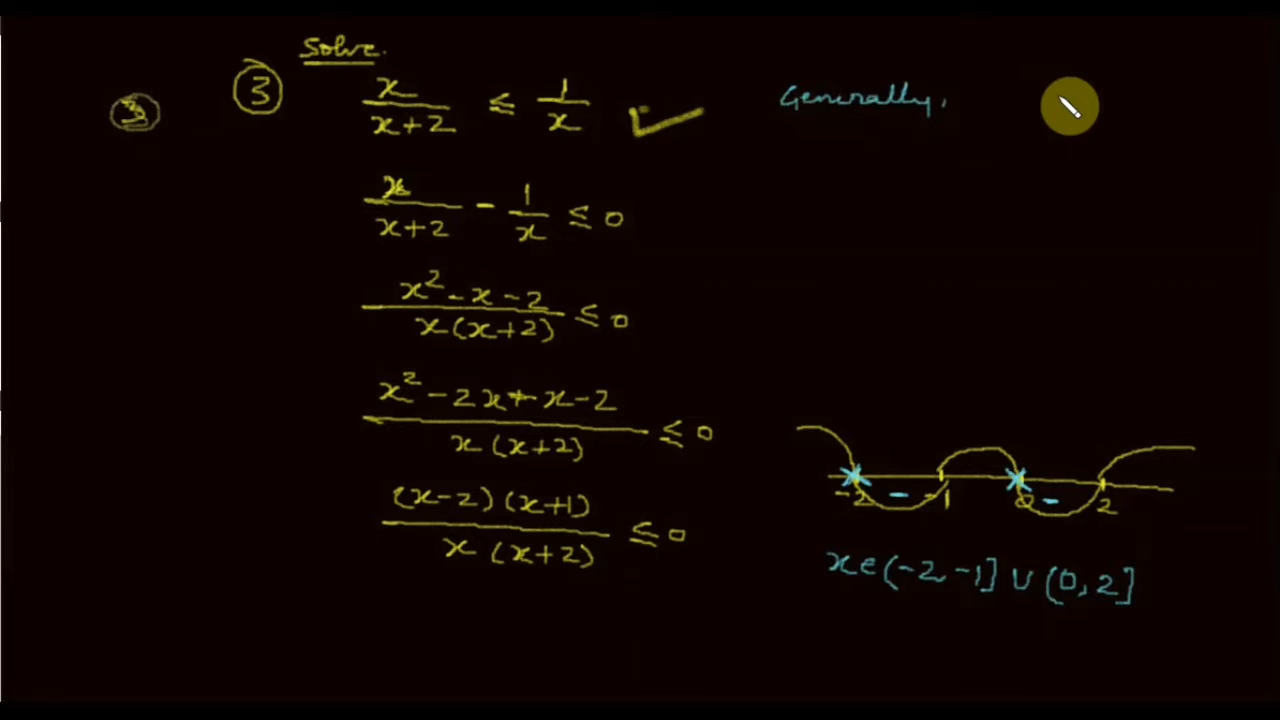 Solve.
③ ③ x/(x+2) ≤ 1/x ✓
Generally,
x/(x+2) - 1/x ≤ 0
(x² - x - 2)/(x(x+2)) ≤ 0
(x² - 2x + x - 2)/(x(x+2)) ≤ 0
((x-2)(x+1))/(x(x+2)) ≤ 0
- -
-2 -1 0 2
x ∈ (-2 -1] ∪ (0, 2]